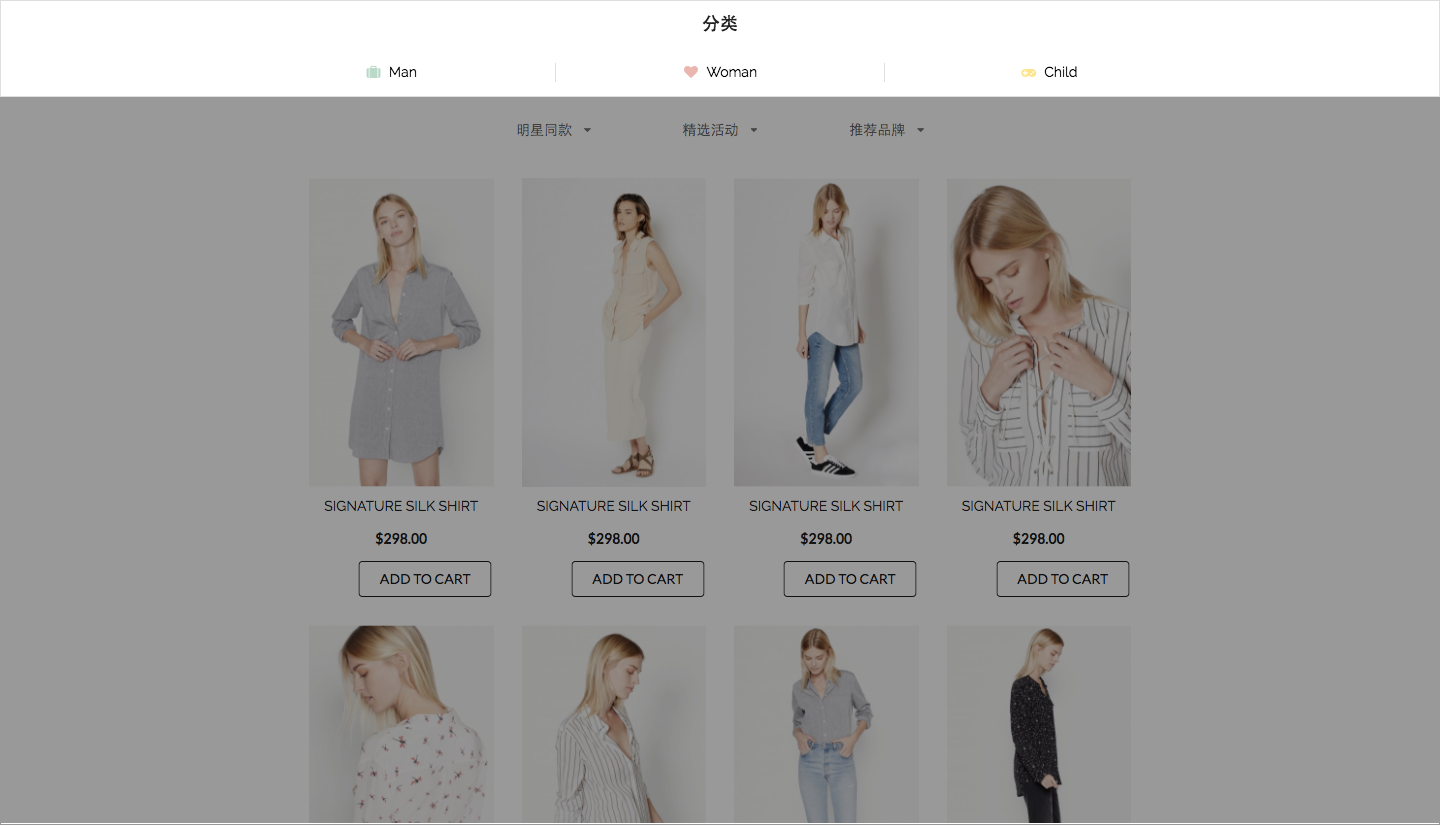 分类
Man Woman Child
明星同款 精选活动 推荐品牌
SIGNATURE SILK SHIRT SIGNATURE SILK SHIRT SIGNATURE SILK SHIRT SIGNATURE SILK SHIRT
$298.00 $298.00 $298.00 $298.00
ADD TO CART ADD TO CART ADD TO CART ADD TO CART